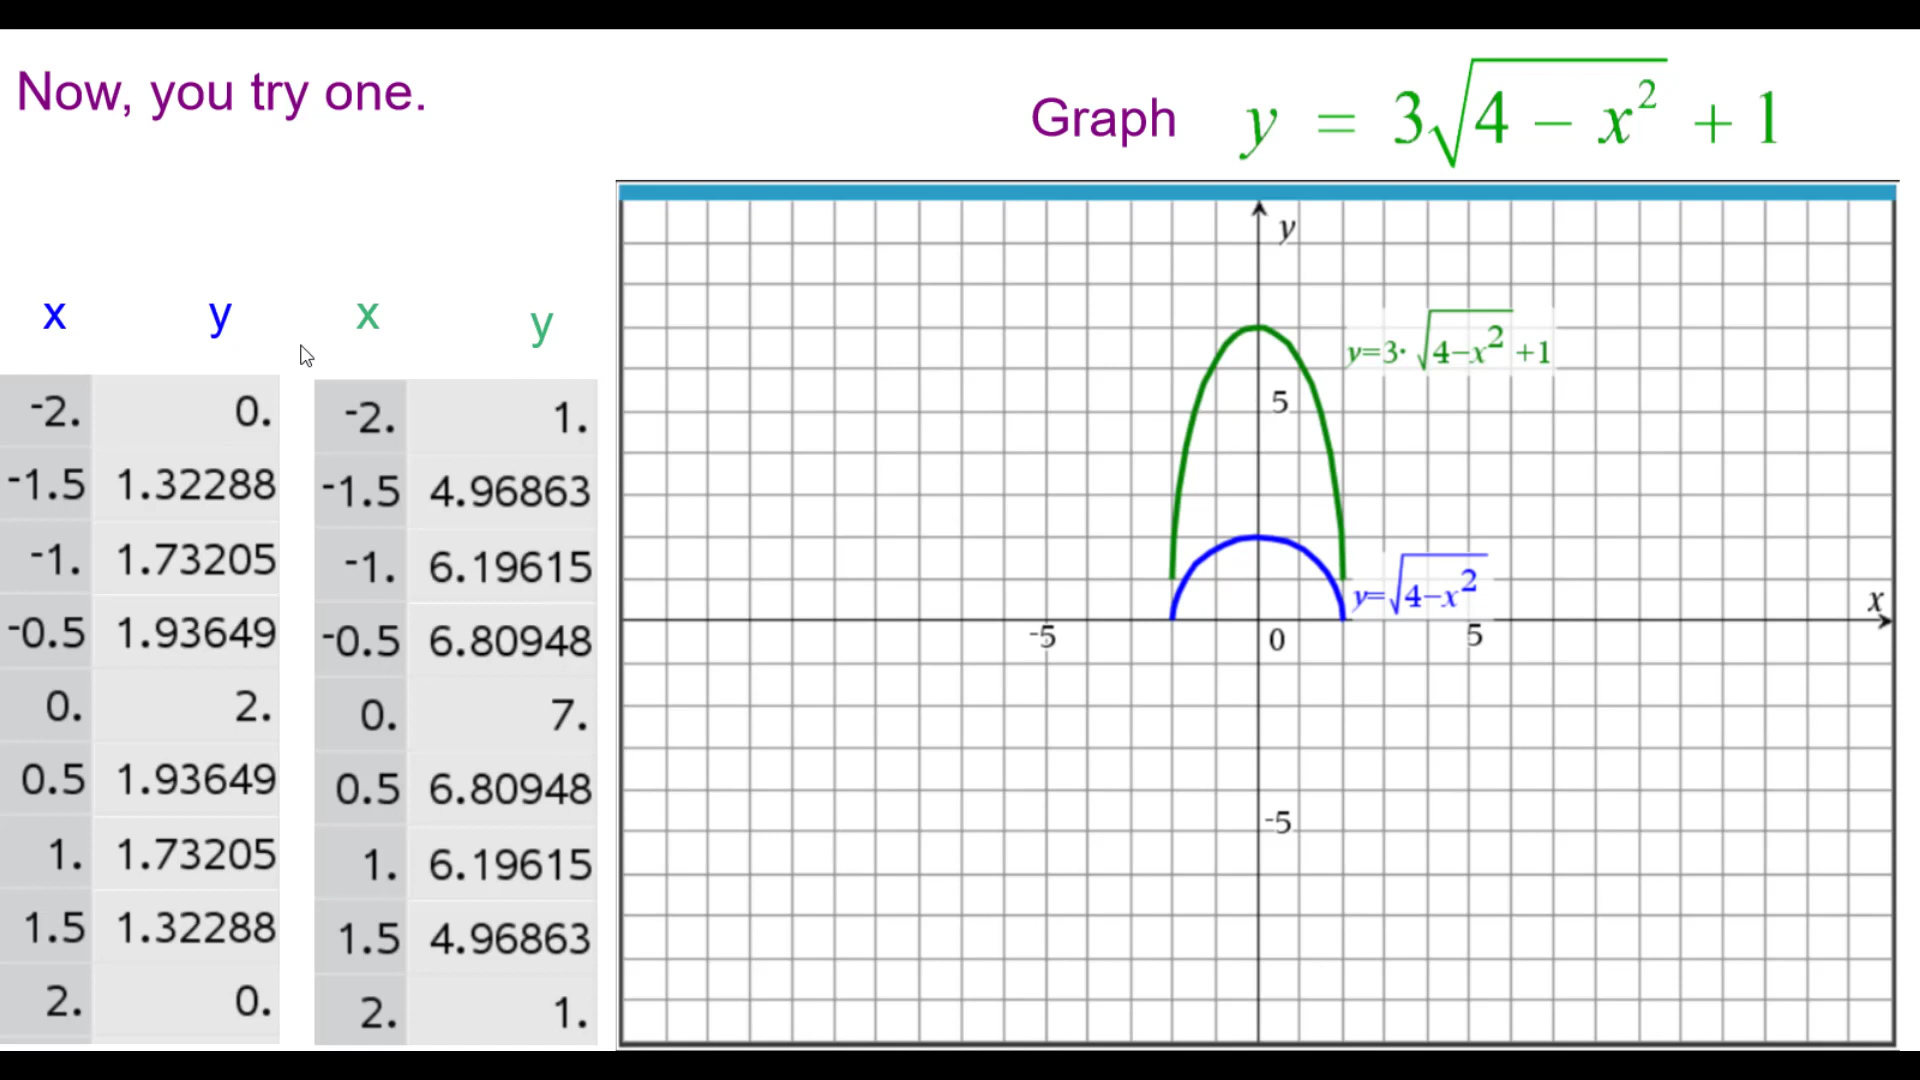 Now, you try one.
Graph y = 3√(4 − x²) + 1
x y x y
-2. 0. -2. 1.
-1.5 1.32288 -1.5 4.96863
-1. 1.73205 -1. 6.19615
-0.5 1.93649 -0.5 6.80948
0. 2. 0. 7.
0.5 1.93649 0.5 6.80948
1. 1.73205 1. 6.19615
1.5 1.32288 1.5 4.96863
2. 0. 2. 1.
y
y=3·√(4−x²) +1
5
y=√(4−x²)
x
-5 0 5
-5